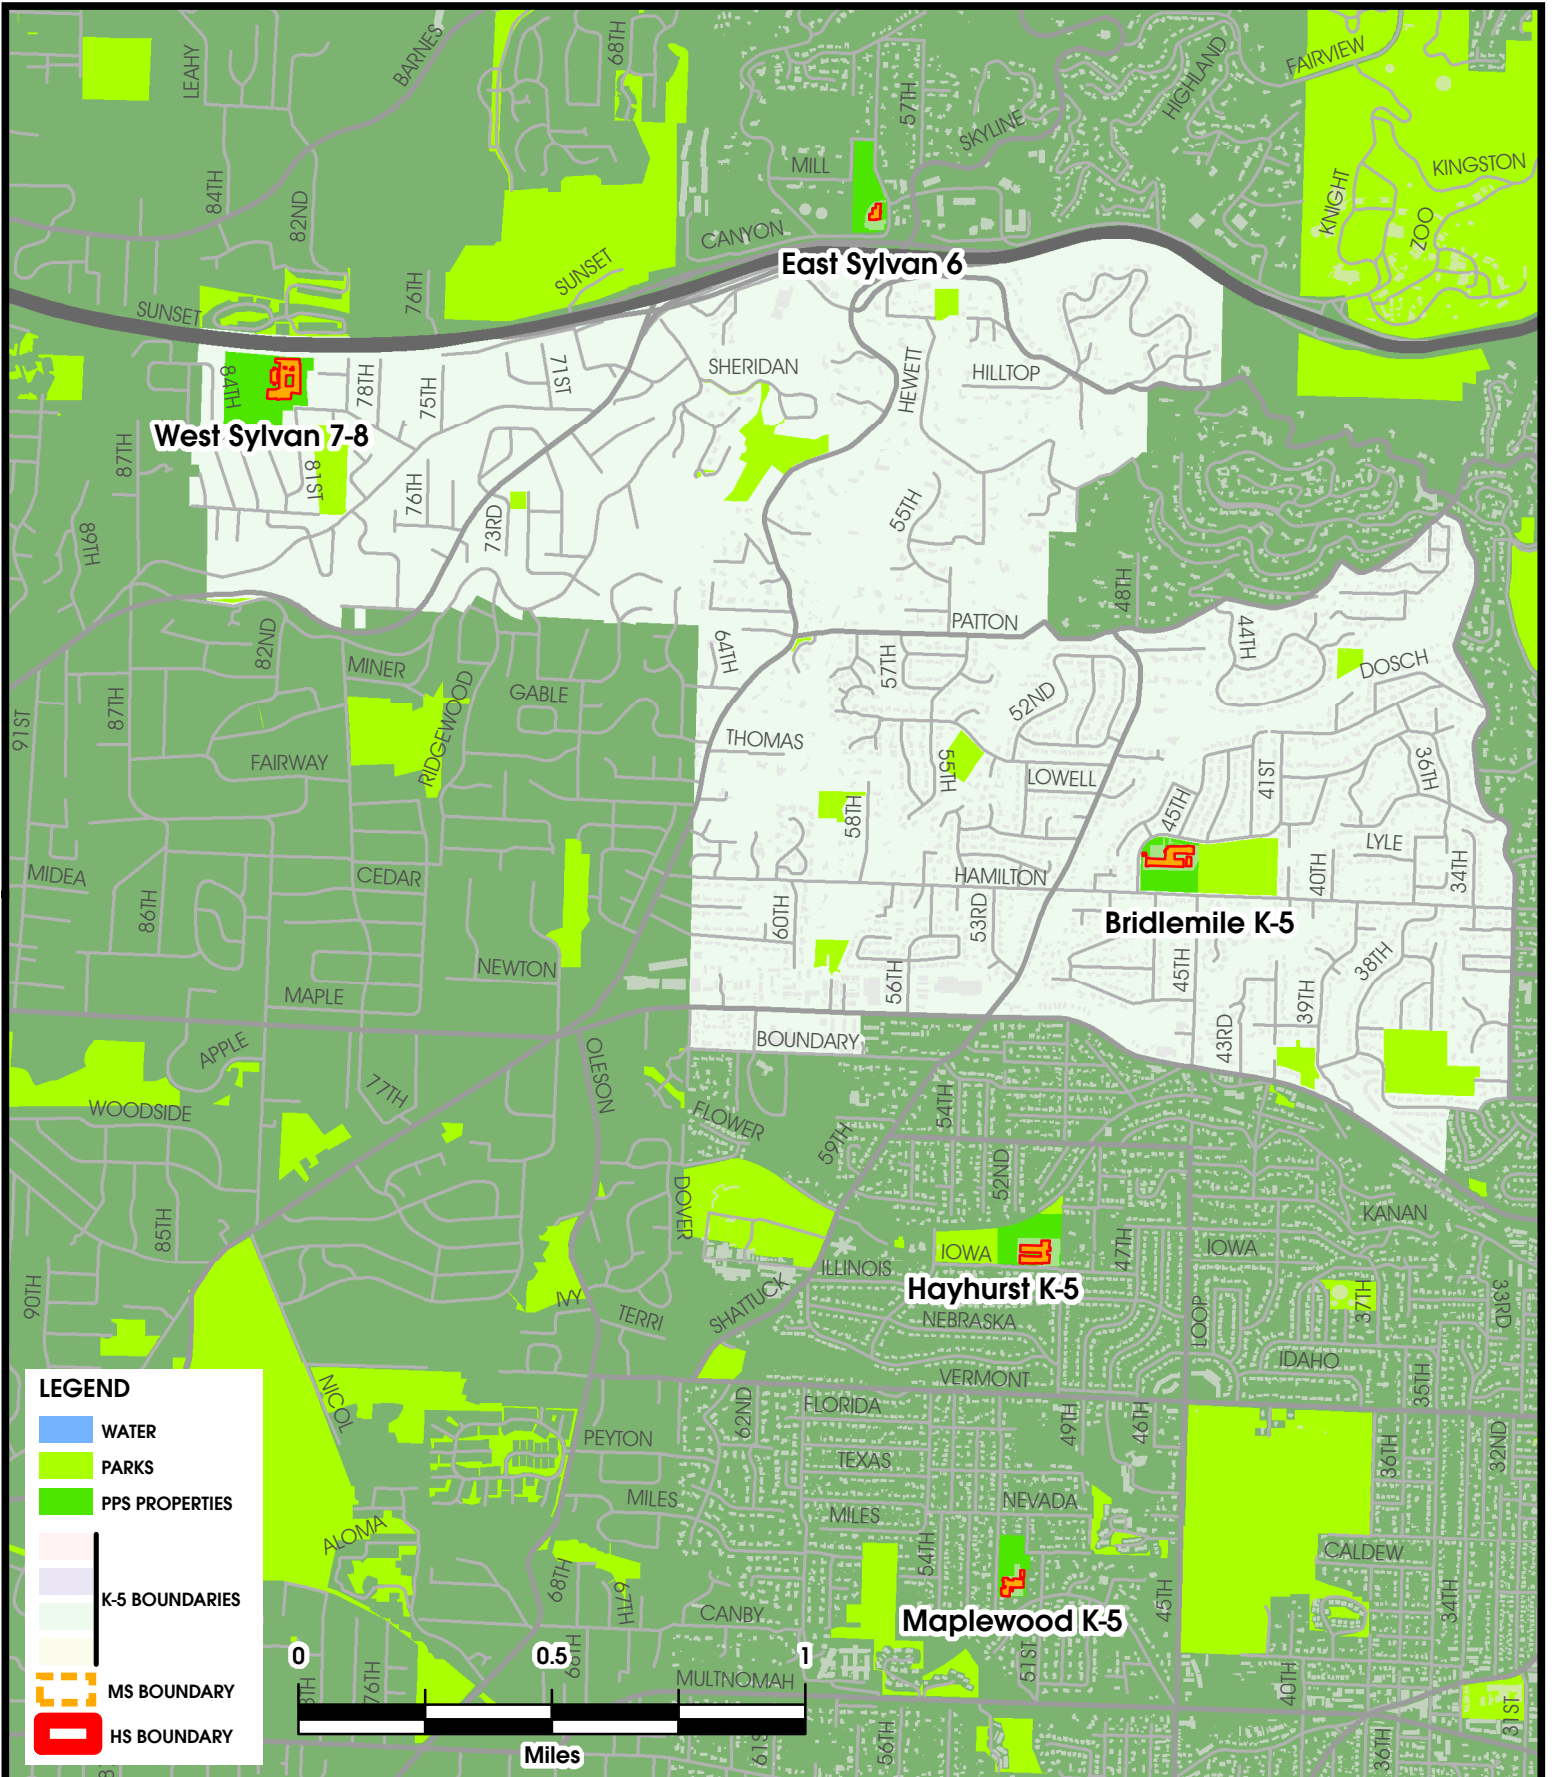 LEAHY
BARNES
68TH
57TH
SKYLINE
HIGHLAND
FAIRVIEW
MILL
KINGSTON
KNIGHT
ZOO
84TH
82ND
CANYON
SUNSET
East Sylvan 6
76TH
SUNSET
84TH
78TH
75TH
71ST
SHERIDAN
HEWETT
HILLTOP
West Sylvan 7-8
87TH
81ST
76TH
73RD
55TH
89TH
48TH
PATTON
44TH
82ND
MINER
64TH
57TH
DOSCH
91ST
87TH
RIDGEWOOD
GABLE
52ND
THOMAS
FAIRWAY
55TH
LOWELL
41ST
36TH
58TH
45TH
LYLE
MIDEA
CEDAR
HAMILTON
40TH
34TH
86TH
60TH
53RD
Bridlemile K-5
NEWTON
56TH
45TH
38TH
MAPLE
39TH
BOUNDARY
43RD
APPLE
OLESON
77TH
WOODSIDE
FLOWER
59TH
54TH
85TH
DOVER
52ND
KANAN
47TH
IOWA
IOWA
ILLINOIS
Hayhurst K-5
90TH
IVY
TERRI
SHATTUCK
NEBRASKA
LOOP
37TH
33RD
IDAHO
VERMONT
35TH
NICOL
FLORIDA
62ND
49TH
46TH
PEYTON
TEXAS
36TH
32ND
MILES
MILES
NEVADA
ALOMA
54TH
CALDEW
68TH
67TH
CANBY
Maplewood K-5
45TH
34TH
66TH
51ST
MULTNOMAH
40TH
76TH
31ST
56TH
36TH
LEGEND
WATER
PARKS
PPS PROPERTIES
K-5 BOUNDARIES
MS BOUNDARY
HS BOUNDARY
0
0.5
1
Miles